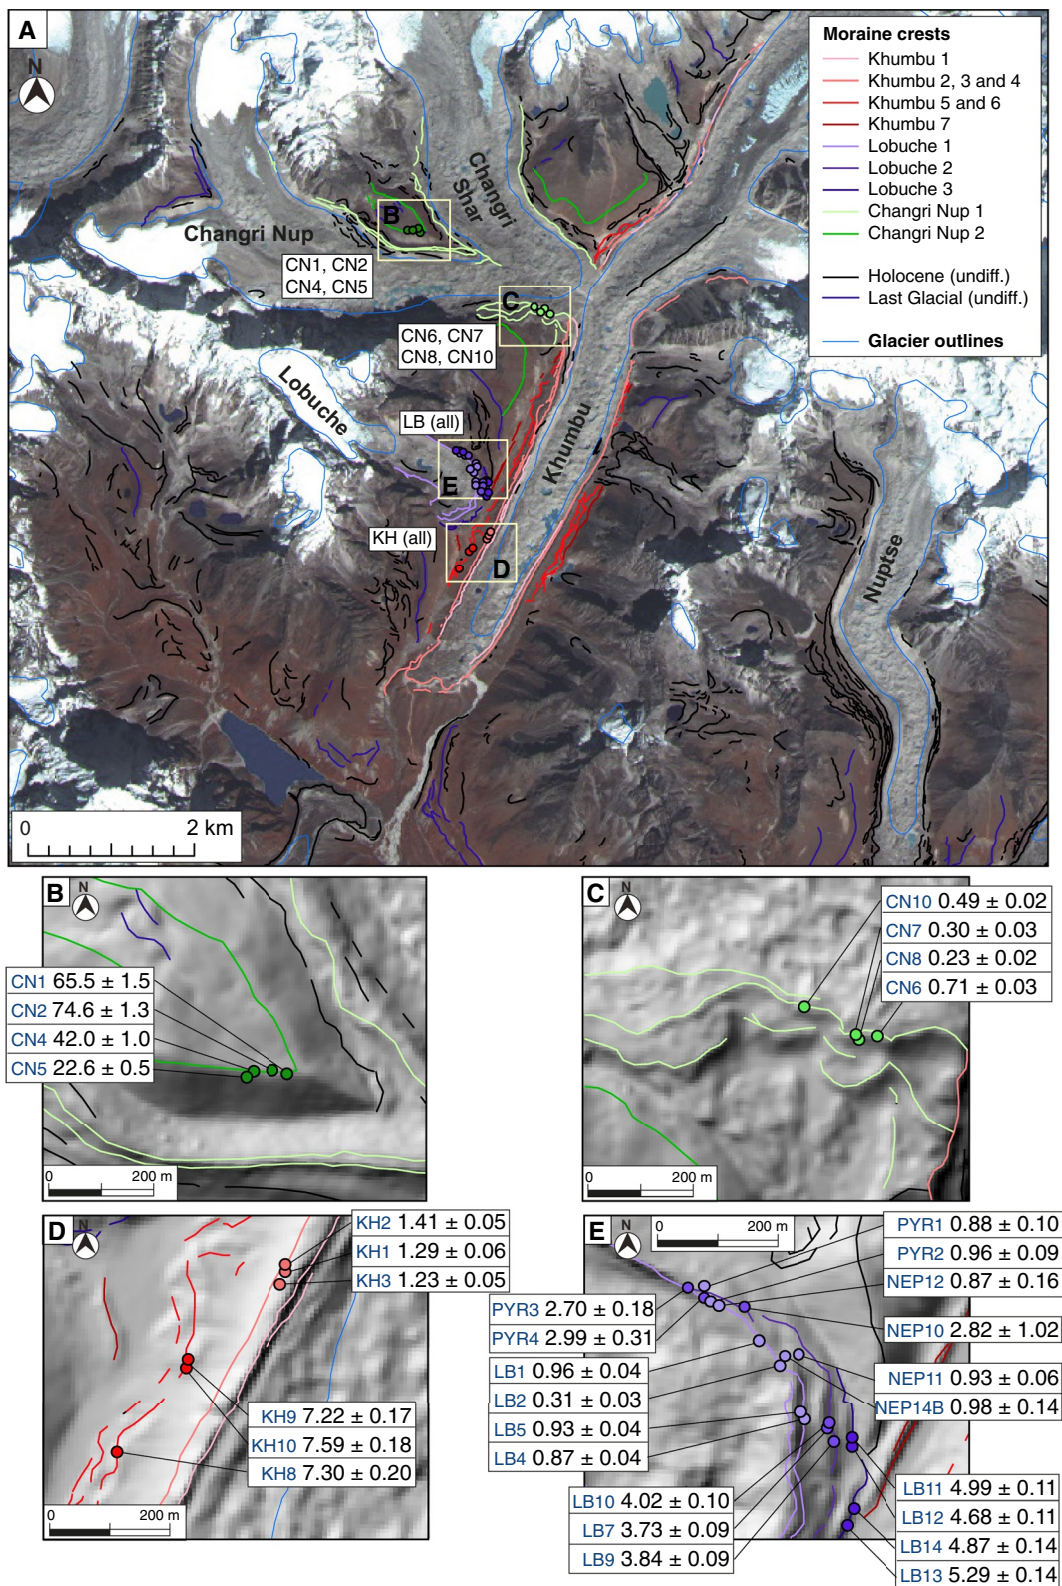 A
N
Moraine crests
Khumbu 1
Khumbu 2, 3 and 4
Khumbu 5 and 6
Khumbu 7
Lobuche 1
Lobuche 2
Lobuche 3
Changri Nup 1
Changri Nup 2
Holocene (undiff.)
Last Glacial (undiff.)
Glacier outlines
Changri
Shar
B
Changri Nup
CN1, CN2
CN4, CN5
C
CN6, CN7
CN8, CN10
Lobuche
LB (all)
E
Khumbu
KH (all)
D
Nuptse
0 2 km
B
N
CN1 65.5 ± 1.5
CN2 74.6 ± 1.3
CN4 42.0 ± 1.0
CN5 22.6 ± 0.5
0 200 m
C
N
CN10 0.49 ± 0.02
CN7 0.30 ± 0.03
CN8 0.23 ± 0.02
CN6 0.71 ± 0.03
0 200 m
D
N
KH2 1.41 ± 0.05
KH1 1.29 ± 0.06
KH3 1.23 ± 0.05
KH9 7.22 ± 0.17
KH10 7.59 ± 0.18
KH8 7.30 ± 0.20
0 200 m
E
N
0 200 m
PYR1 0.88 ± 0.10
PYR2 0.96 ± 0.09
NEP12 0.87 ± 0.16
PYR3 2.70 ± 0.18
PYR4 2.99 ± 0.31
NEP10 2.82 ± 1.02
LB1 0.96 ± 0.04
LB2 0.31 ± 0.03
LB5 0.93 ± 0.04
LB4 0.87 ± 0.04
NEP11 0.93 ± 0.06
NEP14B 0.98 ± 0.14
LB10 4.02 ± 0.10
LB7 3.73 ± 0.09
LB9 3.84 ± 0.09
LB11 4.99 ± 0.11
LB12 4.68 ± 0.11
LB14 4.87 ± 0.14
LB13 5.29 ± 0.14